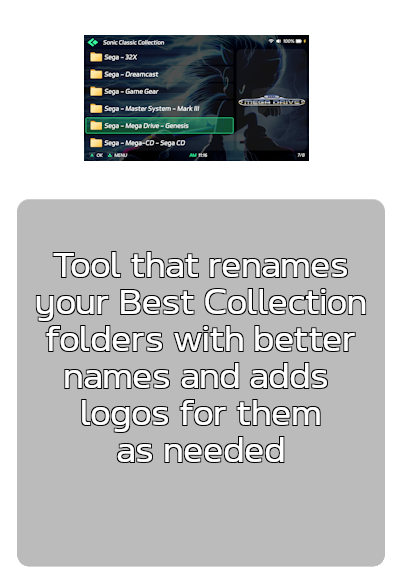 Sonic Classic Collection
100%
Sega - 32X
Sega - Dreamcast
Sega - Game Gear
Sega - Master System - Mark III
Sega - Mega Drive - Genesis
Sega - Mega-CD - Sega CD
MEGA DRIVE
A OK A MENU AM 11:16 7/9
Tool that renames
your Best Collection
folders with better
names and adds
logos for them
as needed